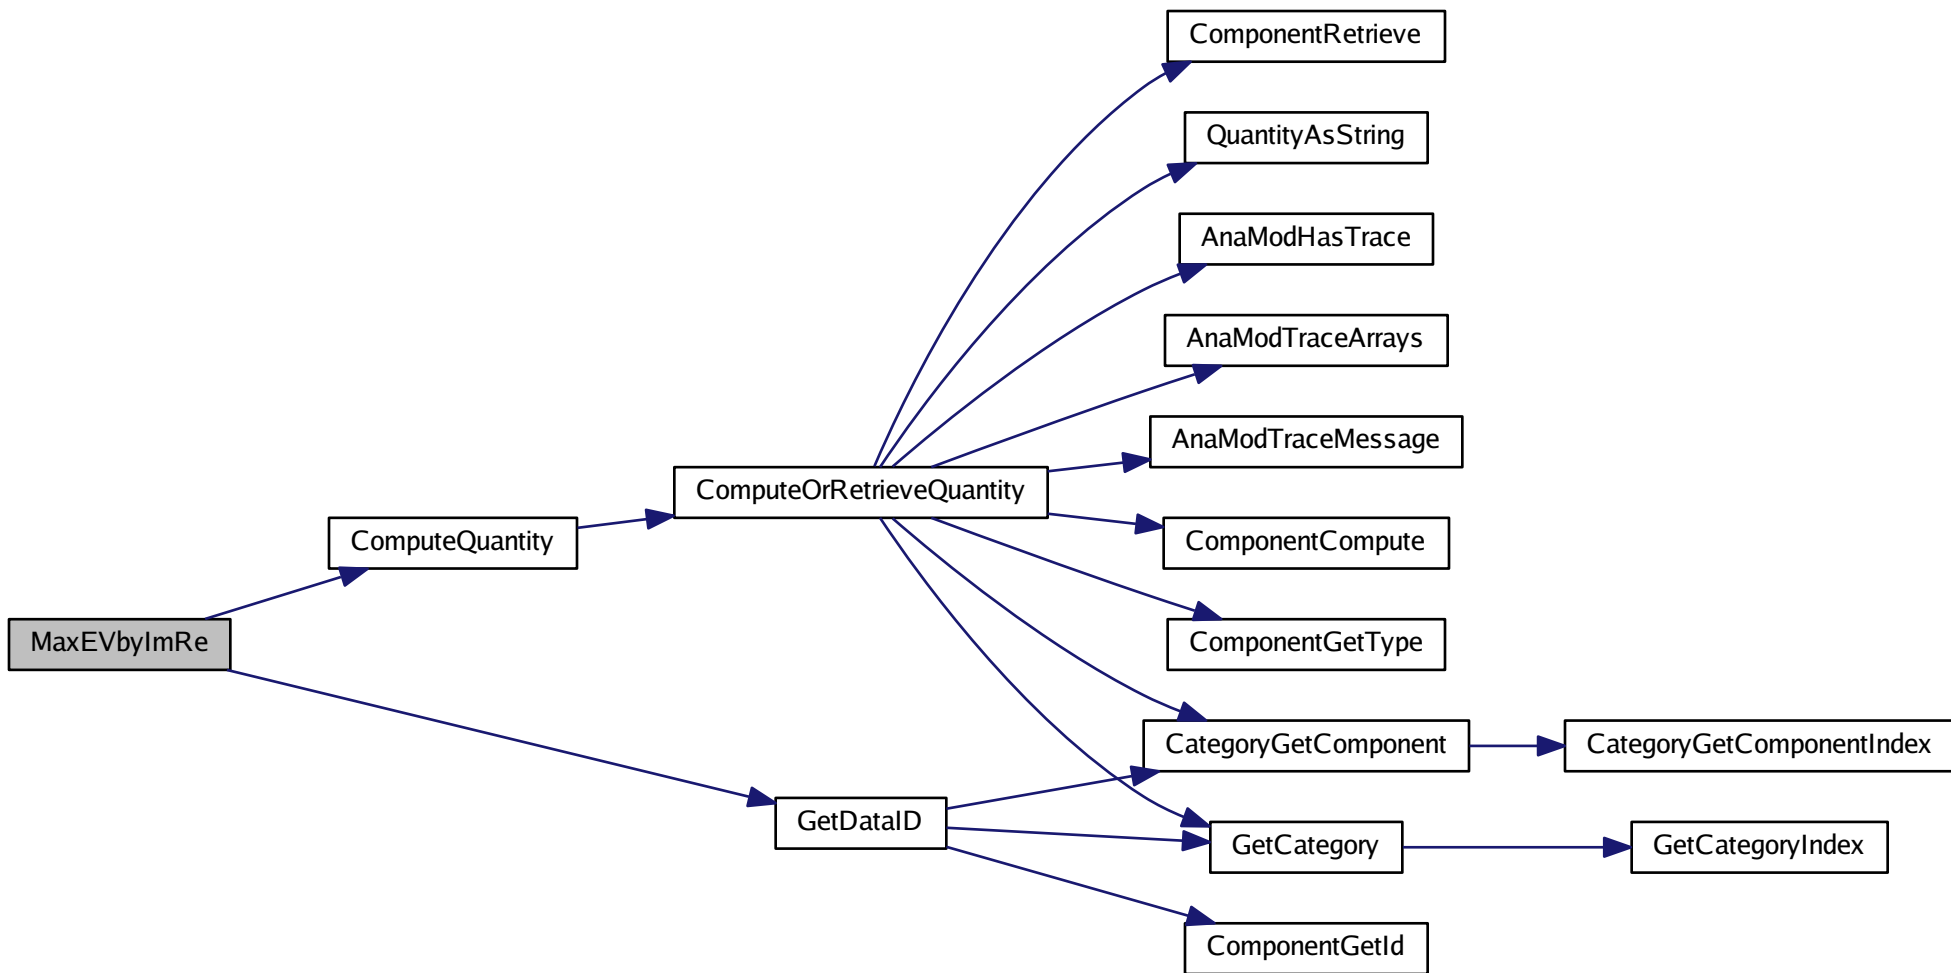 ComponentRetrieve
QuantityAsString
AnaModHasTrace
AnaModTraceArrays
AnaModTraceMessage
ComputeOrRetrieveQuantity
ComputeQuantity
ComponentCompute
MaxEVbyImRe
ComponentGetType
CategoryGetComponent
CategoryGetComponentIndex
GetDataID
GetCategory
GetCategoryIndex
ComponentGetId